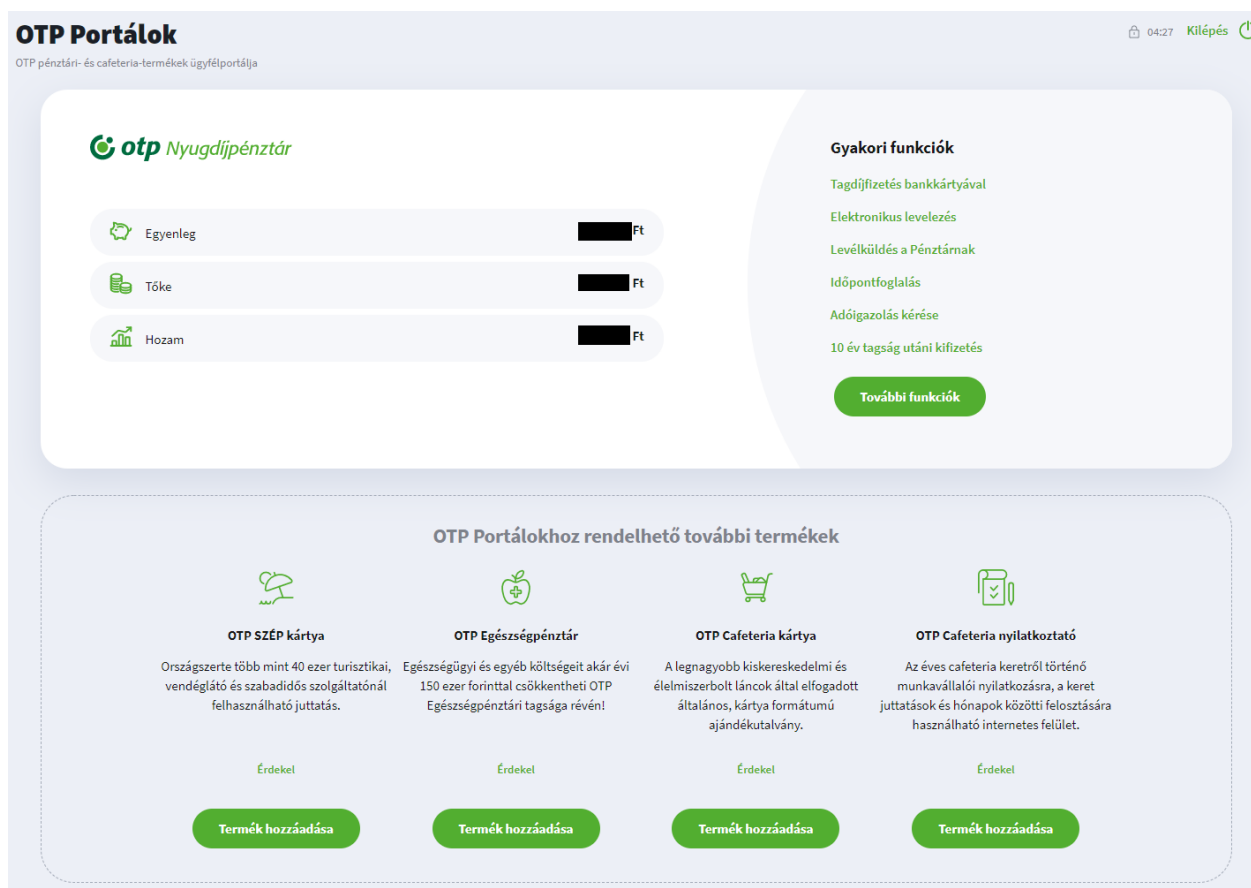 OTP Portálok
04:27 Kilépés
OTP pénztári- és cafeteria-termékek ügyfélportálja
otp Nyugdíjpénztár
Egyenleg Ft
Tőke Ft
Hozam Ft
Gyakori funkciók
Tagdíjfizetés bankkártyával
Elektronikus levelezés
Levélküldés a Pénztárnak
Időpontfoglalás
Adóigazolás kérése
10 év tagság utáni kifizetés
További funkciók
OTP Portálokhoz rendelhető további termékek
OTP SZÉP kártya
Országszerte több mint 40 ezer turisztikai,
vendéglátó és szabadidős szolgáltatónál
felhasználható juttatás.
Érdekel
Termék hozzáadása
OTP Egészségpénztár
Egészségügyi és egyéb költségeit akár évi
150 ezer forinttal csökkentheti OTP
Egészségpénztári tagsága révén!
Érdekel
Termék hozzáadása
OTP Cafeteria kártya
A legnagyobb kiskereskedelmi és
élelmiszerbolt láncok által elfogadott
általános, kártya formátumú
ajándékutalvány.
Érdekel
Termék hozzáadása
OTP Cafeteria nyilatkoztató
Az éves cafeteria keretről történő
munkavállalói nyilatkozásra, a keret
juttatások és hónapok közötti felosztására
használható internetes felület.
Érdekel
Termék hozzáadása